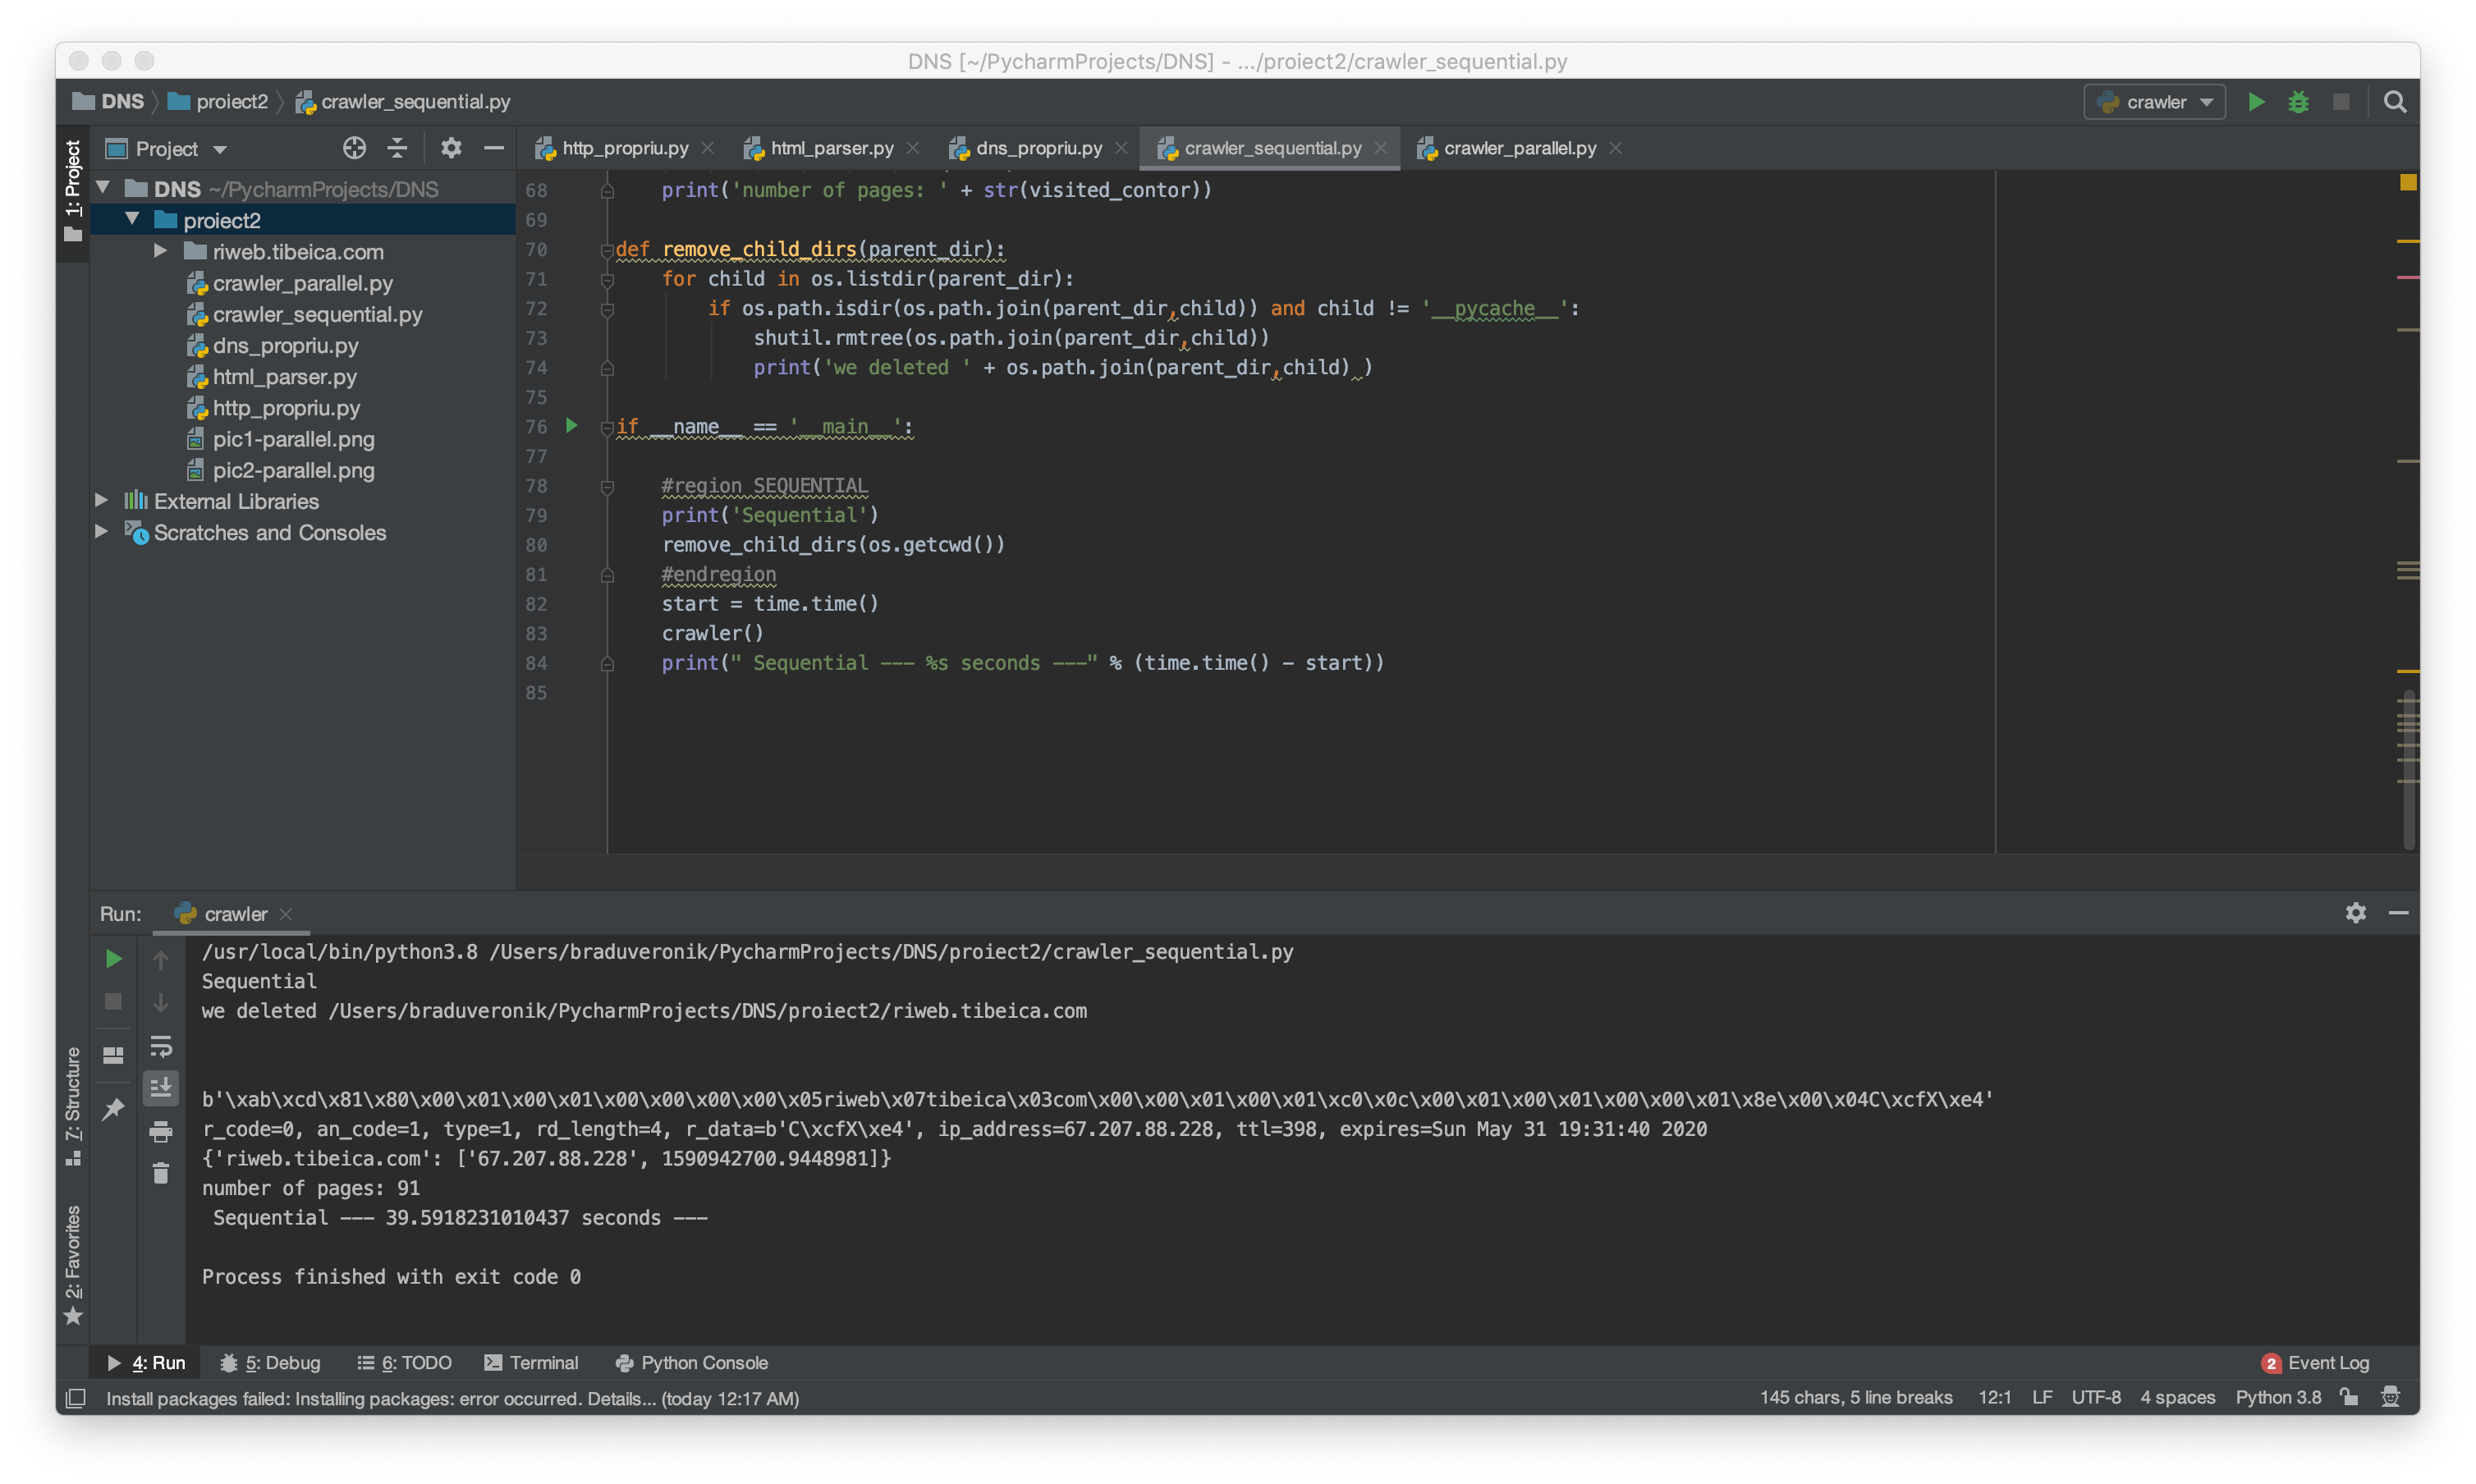 DNS [~/PycharmProjects/DNS] - .../proiect2/crawler_sequential.py
DNS proiect2 crawler_sequential.py
crawler
1: Project
Project
http_propriu.py
html_parser.py
dns_propriu.py
crawler_sequential.py
crawler_parallel.py
DNS ~/PycharmProjects/DNS
proiect2
riweb.tibeica.com
crawler_parallel.py
crawler_sequential.py
dns_propriu.py
html_parser.py
http_propriu.py
pic1-parallel.png
pic2-parallel.png
External Libraries
Scratches and Consoles
68 print('number of pages: ' + str(visited_contor))
69
70 def remove_child_dirs(parent_dir):
71 for child in os.listdir(parent_dir):
72 if os.path.isdir(os.path.join(parent_dir,child)) and child != '__pycache__':
73 shutil.rmtree(os.path.join(parent_dir,child))
74 print('we deleted ' + os.path.join(parent_dir,child) )
75
76 if __name__ == '__main__':
77
78 #region SEQUENTIAL
79 print('Sequential')
80 remove_child_dirs(os.getcwd())
81 #endregion
82 start = time.time()
83 crawler()
84 print(" Sequential --- %s seconds ---" % (time.time() - start))
85
Run: crawler
/usr/local/bin/python3.8 /Users/braduveronik/PycharmProjects/DNS/proiect2/crawler_sequential.py
Sequential
we deleted /Users/braduveronik/PycharmProjects/DNS/proiect2/riweb.tibeica.com
b'\xab\xcd\x81\x80\x00\x01\x00\x01\x00\x00\x00\x00\x05riweb\x07tibeica\x03com\x00\x00\x01\x00\x01\xc0\x0c\x00\x01\x00\x01\x00\x00\x01\x8e\x00\x04C\xcfX\xe4'
r_code=0, an_code=1, type=1, rd_length=4, r_data=b'C\xcfX\xe4', ip_address=67.207.88.228, ttl=398, expires=Sun May 31 19:31:40 2020
{'riweb.tibeica.com': ['67.207.88.228', 1590942700.9448981]}
number of pages: 91
Sequential --- 39.5918231010437 seconds ---
Process finished with exit code 0
7: Structure
2: Favorites
4: Run
5: Debug
6: TODO
Terminal
Python Console
2 Event Log
Install packages failed: Installing packages: error occurred. Details... (today 12:17 AM)
145 chars, 5 line breaks
12:1
LF
UTF-8
4 spaces
Python 3.8